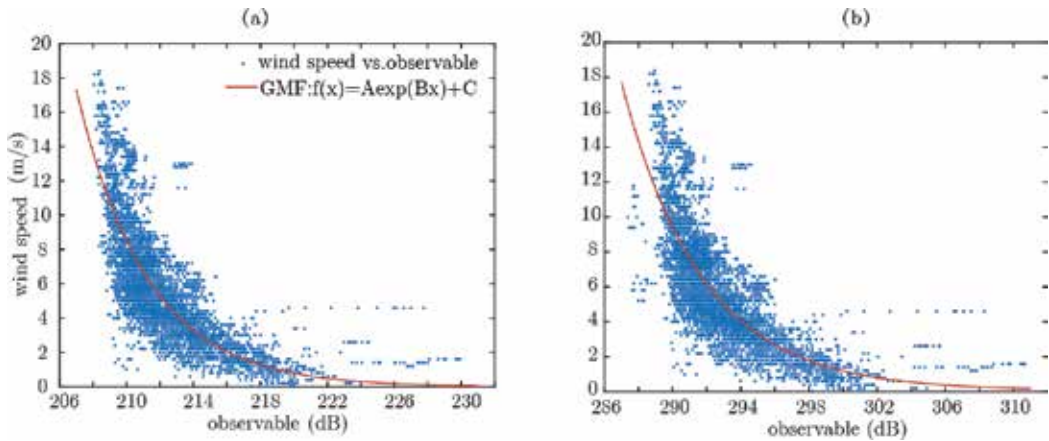 (a)
20
18
16
14
12
10
8
6
4
2
0
wind speed (m/s)
wind speed vs.observable
GMF:f(x)=Aexp(Bx)+C
206 210 214 218 222 226 230
observable (dB)
(b)
20
18
16
14
12
10
8
6
4
2
0
286 290 294 298 302 306 310
observable (dB)